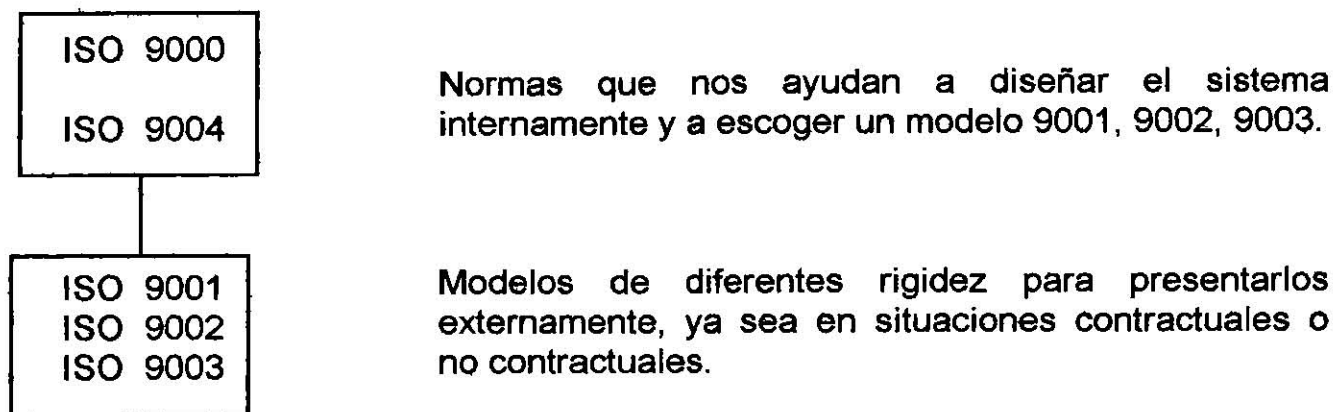 ISO 9000
ISO 9004
Normas que nos ayudan a diseñar el sistema
internamente y a escoger un modelo 9001, 9002, 9003.
ISO 9001
ISO 9002
ISO 9003
Modelos de diferentes rigidez para presentarlos
externamente, ya sea en situaciones contractuales o
no contractuales.